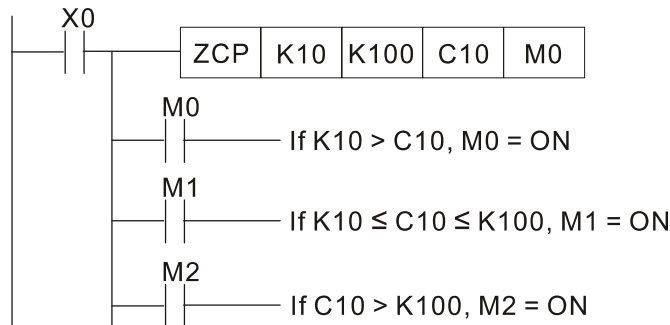 X0
ZCP K10 K100 C10 M0
M0
If K10 > C10, M0 = ON
M1
If K10 ≤ C10 ≤ K100, M1 = ON
M2
If C10 > K100, M2 = ON